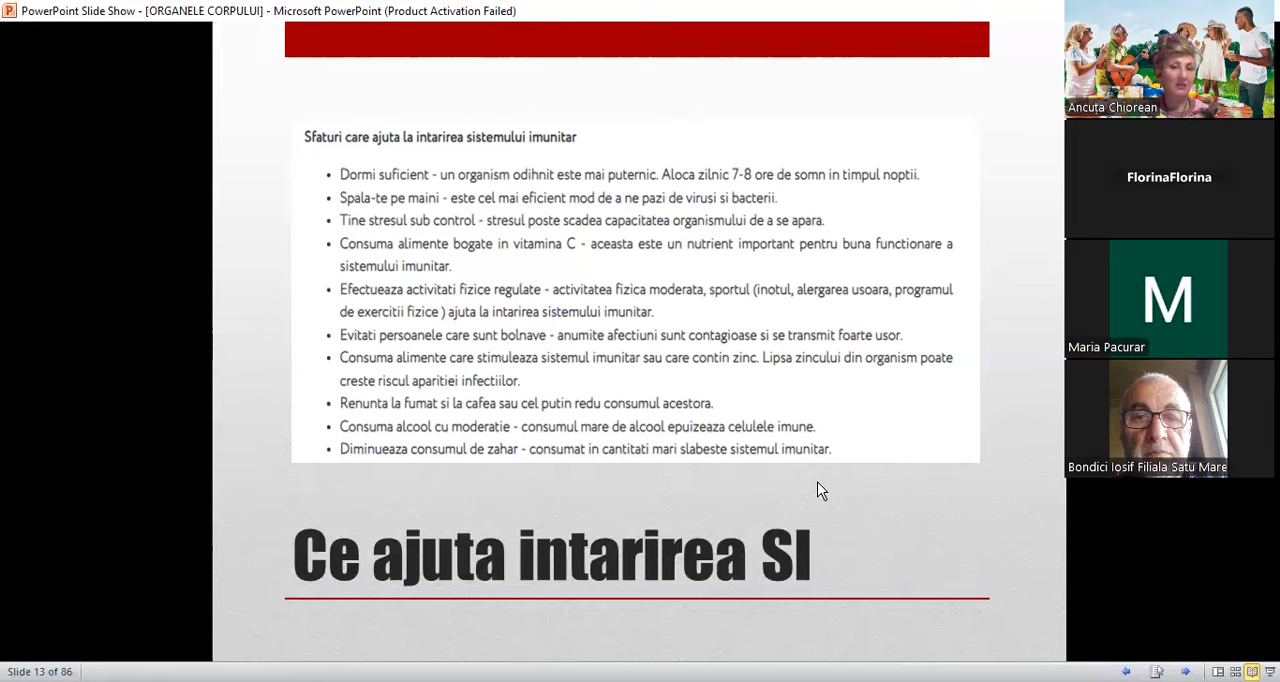 PowerPoint Slide Show - [ORGANELE CORPULUI] - Microsoft PowerPoint (Product Activation Failed)
Sfaturi care ajuta la intarirea sistemului imunitar
• Dormi suficient - un organism odihnit este mai puternic. Aloca zilnic 7-8 ore de somn in timpul noptii.
• Spala-te pe maini - este cel mai eficient mod de a ne pazi de virusi si bacterii.
• Tine stresul sub control - stresul poste scadea capacitatea organismului de a se apara.
• Consuma alimente bogate in vitamina C - aceasta este un nutrient important pentru buna functionare a
sistemului imunitar.
• Efectueaza activitati fizice regulate - activitatea fizica moderata, sportul (inotul, alergarea usoara, programul
de exercitii fizice ) ajuta la intarirea sistemului imunitar.
• Evitati persoanele care sunt bolnave - anumite afectiuni sunt contagioase si se transmit foarte usor.
• Consuma alimente care stimuleaza sistemul imunitar sau care contin zinc. Lipsa zincului din organism poate
creste riscul aparitiei infectiilor.
• Renunta la fumat si la cafea sau cel putin redu consumul acestora.
• Consuma alcool cu moderatie - consumul mare de alcool epuizeaza celulele imune.
• Diminueaza consumul de zahar - consumat in cantitati mari slabeste sistemul imunitar.
Ce ajuta intarirea SI
Slide 13 of 86
Ancuța Chiorean
FlorinaFlorina
M
Maria Pacurar
Bondici Iosif Filiala Satu Mare